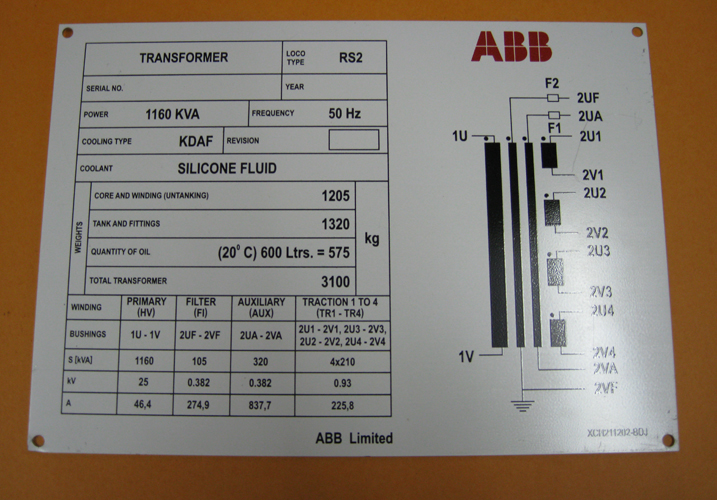 ABB
TRANSFORMER LOCO TYPE RS2
SERIAL NO. YEAR
POWER 1160 KVA FREQUENCY 50 Hz
COOLING TYPE KDAF REVISION
COOLANT SILICONE FLUID
WEIGHTS
CORE AND WINDING (UNTANKING) 1205
TANK AND FITTINGS 1320
kg
QUANTITY OF OIL (20⁰ C) 600 Ltrs. = 575
TOTAL TRANSFORMER 3100
WINDING PRIMARY (HV) FILTER (FI) AUXILIARY (AUX) TRACTION 1 TO 4 (TR1 - TR4)
BUSHINGS 1U - 1V 2UF - 2VF 2UA - 2VA 2U1 - 2V1, 2U3 - 2V3, 2U2 - 2V2, 2U4 - 2V4
S [kVA] 1160 105 320 4x210
kV 25 0.382 0.382 0.93
A 46,4 274,9 837,7 225,8
F2
2UF
2UA
F1
1U 2U1
2V1
2U2
2V2
2U3
2V3
2U4
1V 2V4
2VA
2VF
ABB Limited